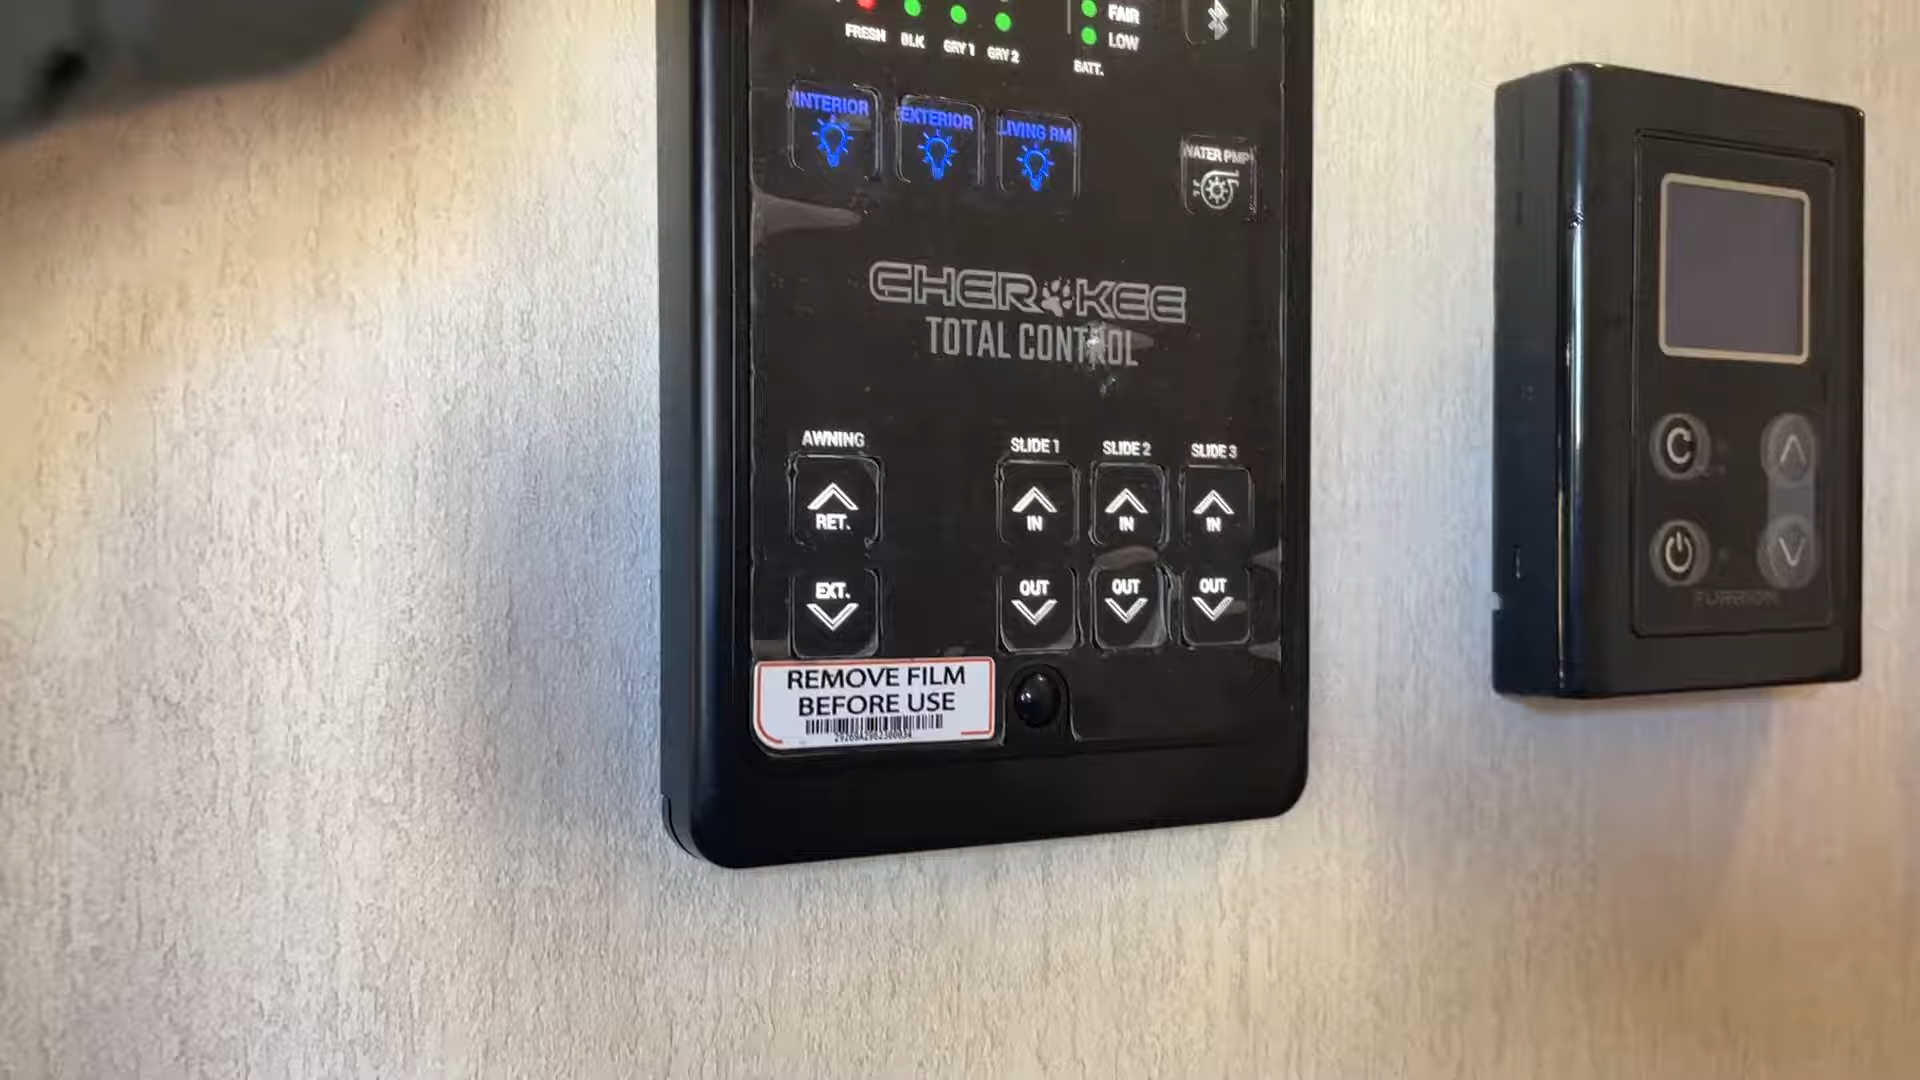 FAIR
LOW
FRESH BLK GRY 1 GRY 2
BATT.
INTERIOR EXTERIOR LIVING RM
WATER PMP
CHEROKEE
TOTAL CONTROL
AWNING SLIDE 1 SLIDE 2 SLIDE 3
RET. IN IN IN
EXT. OUT OUT OUT
REMOVE FILM
BEFORE USE
FURRION